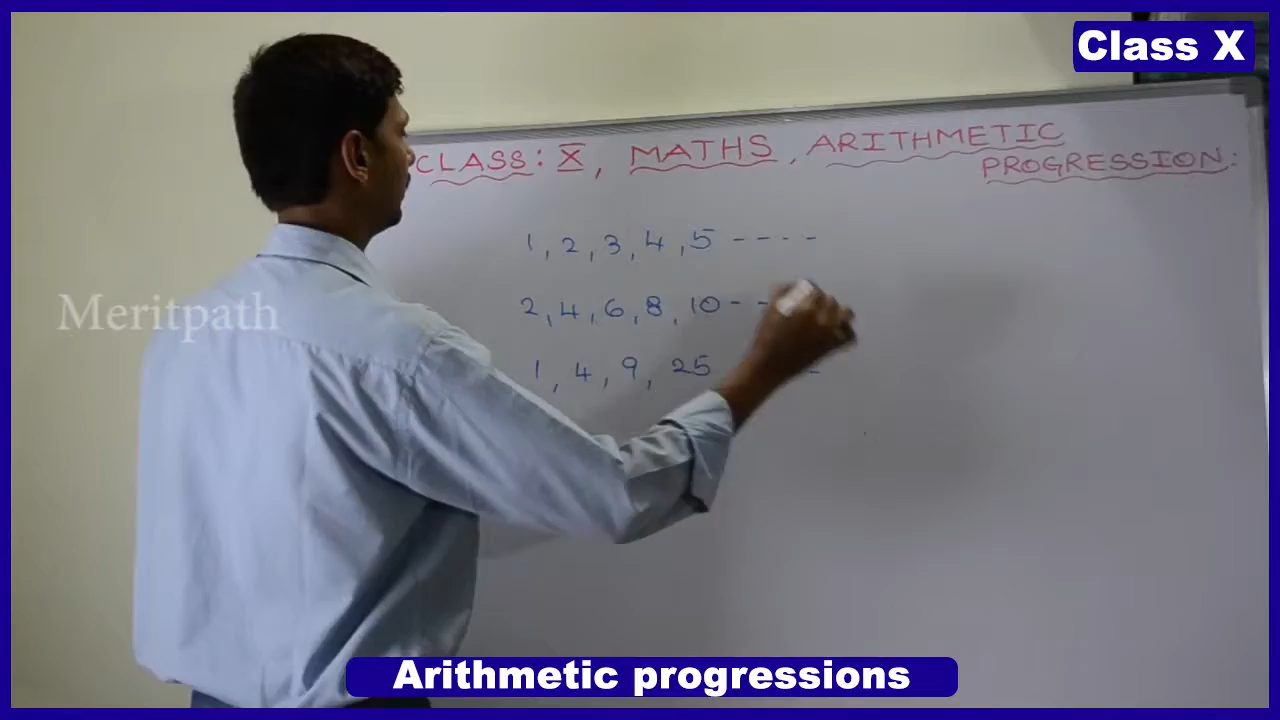 Class X
CLASS: X, MATHS, ARITHMETIC
PROGRESSION:
1, 2, 3, 4, 5 ----
2, 4, 6, 8, 10 --
1, 4, 9, 25 -
Meritpath
Arithmetic progressions